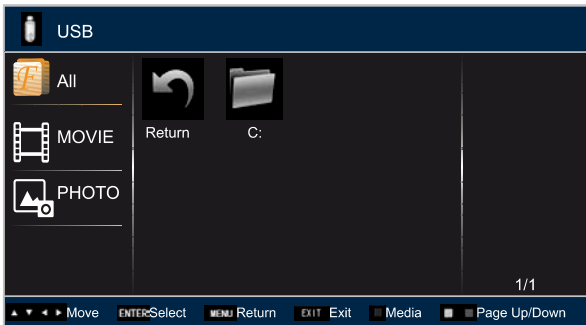 USB
All
MOVIE
PHOTO
Return C:
1/1
Move ENTER Select MENU Return EXIT Exit Media Page Up/Down